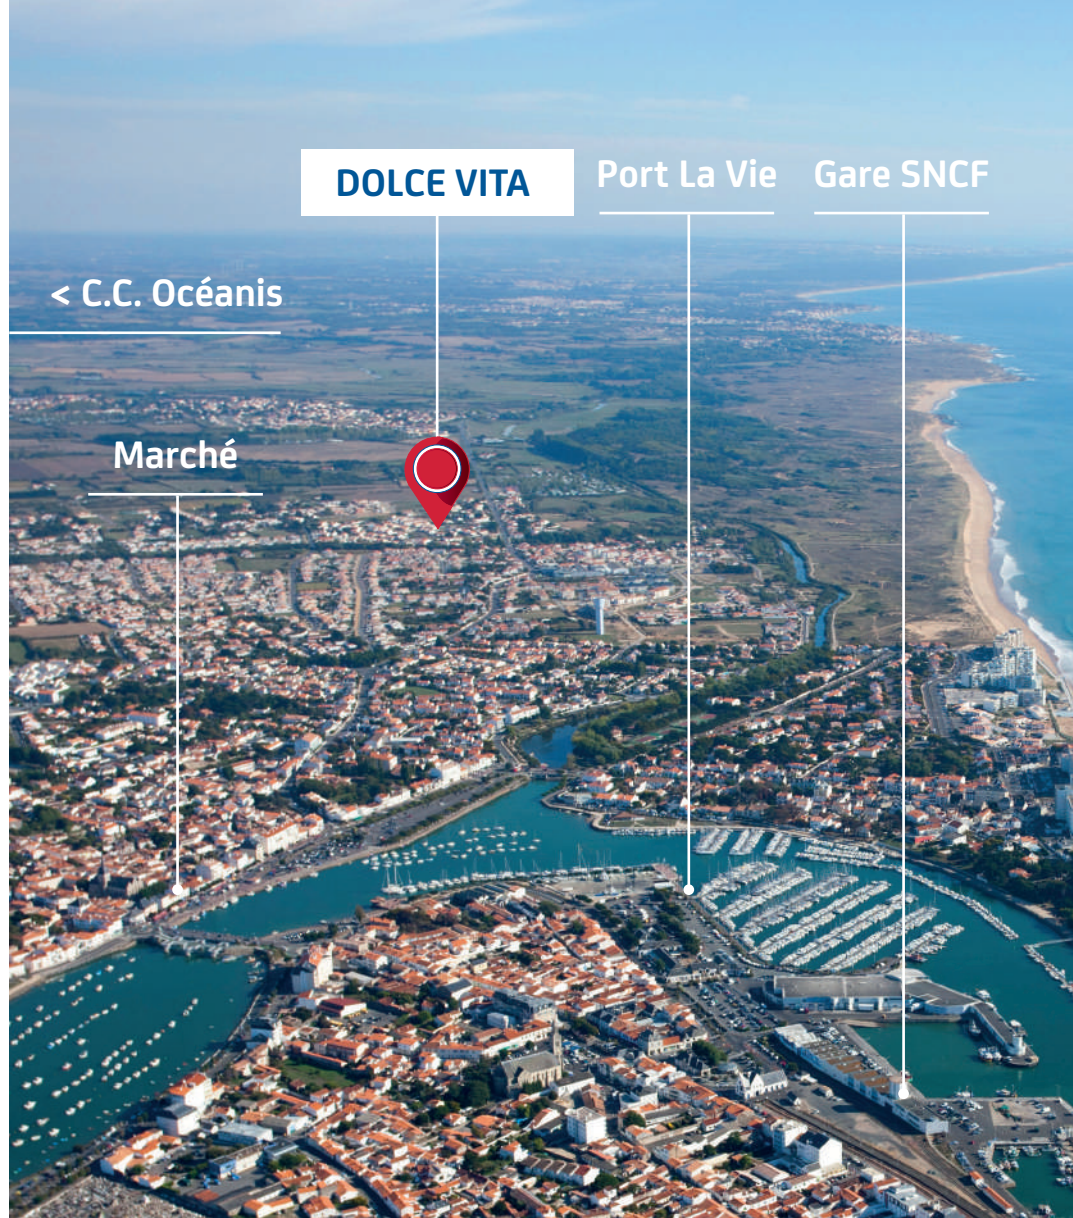 DOLCE VITA
Port La Vie
Gare SNCF
< C.C. Océanis
Marché